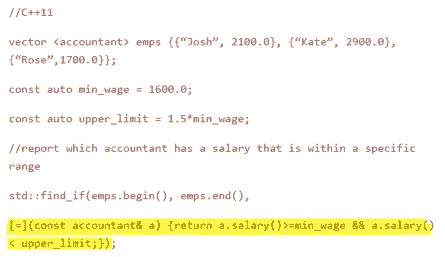 //C++11
vector <accountant> emps {{“Josh”, 2100.0}, {“Kate”, 2900.0},
{“Rose”,1700.0}};
const auto min_wage = 1600.0;
const auto upper_limit = 1.5*min_wage;
//report which accountant has a salary that is within a specific
range
std::find_if(emps.begin(), emps.end(),
[=](const accountant& a) {return a.salary()>=min_wage && a.salary()
< upper_limit;});